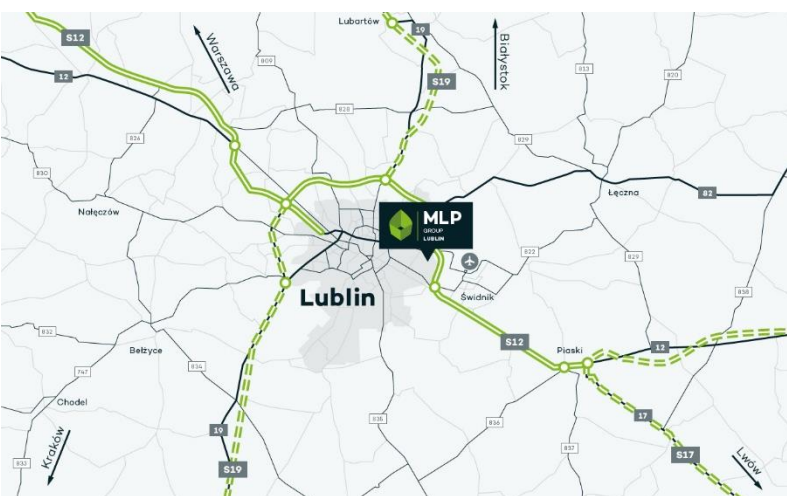 Lubartów
19
S12
Warszawa
Białystok
809
813
820
12
S19
828
826
829
830
82
Nałęczów
Łęczna
MLP
GROUP
LUBLIN
822
829
838
Lublin
Świdnik
832
S12
12
Bełżyce
Piaski
834
747
Chodel
835
836
17
19
837
S17
Kraków
833
S19
Lwów